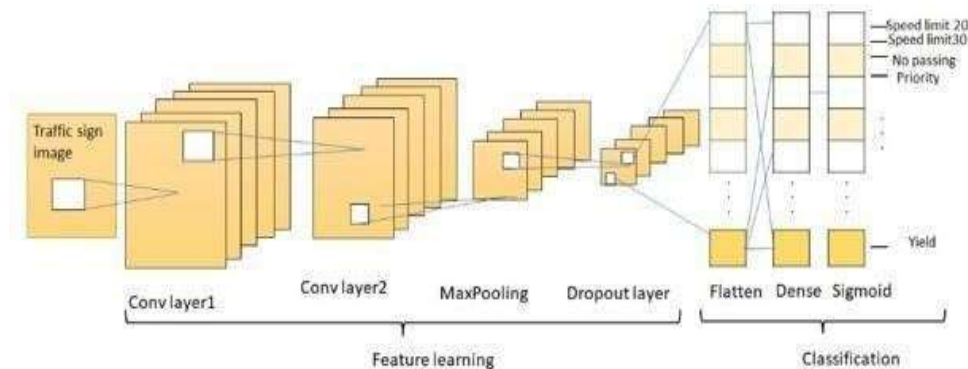 Speed limit 20
Speed limit30
No passing
Priority
Traffic sign
image
Yield
Conv layer1
Conv layer2
MaxPooling
Dropout layer
Flatten
Dense
Sigmoid
Feature learning
Classification